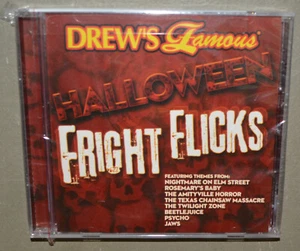 DREW'S Famous
HALLOWEEN
FRIGHT FLICKS
FEATURING THEMES FROM:
NIGHTMARE ON ELM STREET
ROSEMARY'S BABY
THE AMITYVILLE HORROR
THE TEXAS CHAINSAW MASSACRE
THE TWILIGHT ZONE
BEETLEJUICE
PSYCHO
JAWS